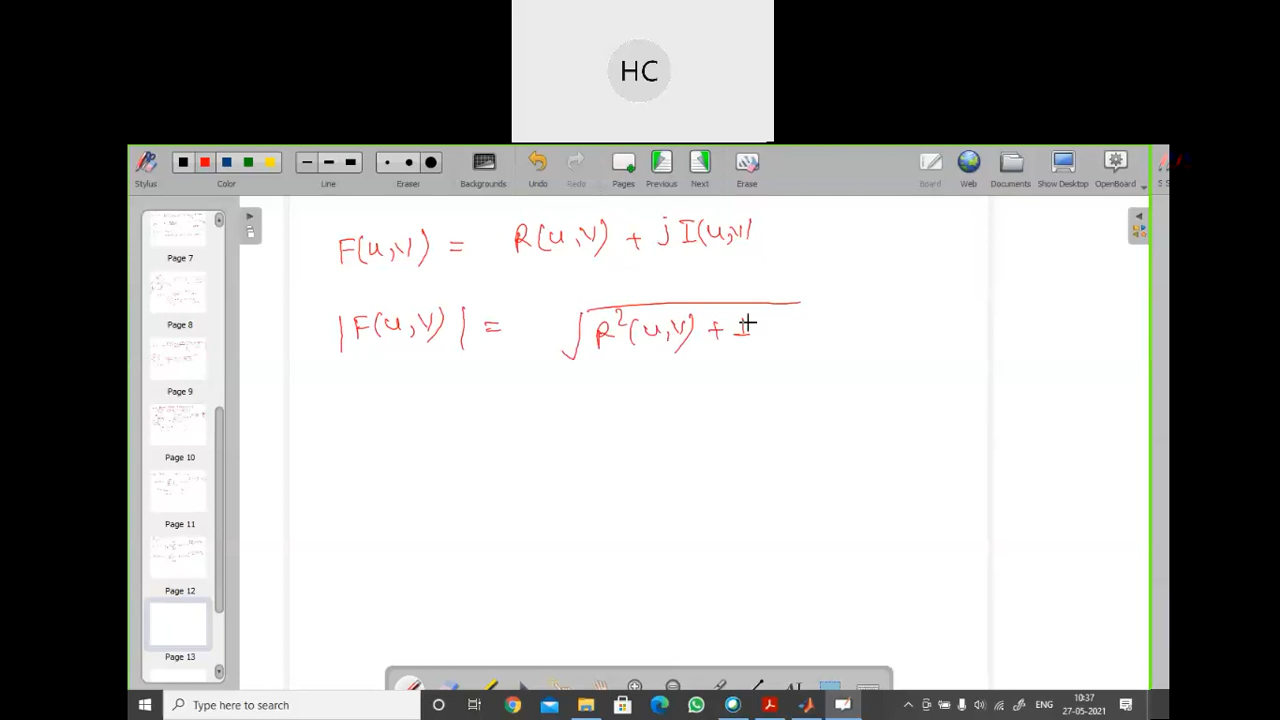 HC
Stylus Color Line Eraser Backgrounds Undo Redo Pages Previous Next Erase Board Web Documents Show Desktop OpenBoard
F(u,v) = R(u,v) + j I(u,v)
|F(u,v)| = √R²(u,v) + I
Page 7
Page 8
Page 9
Page 10
Page 11
Page 12
Page 13
Type here to search
ENG
10:37
27-05-2021